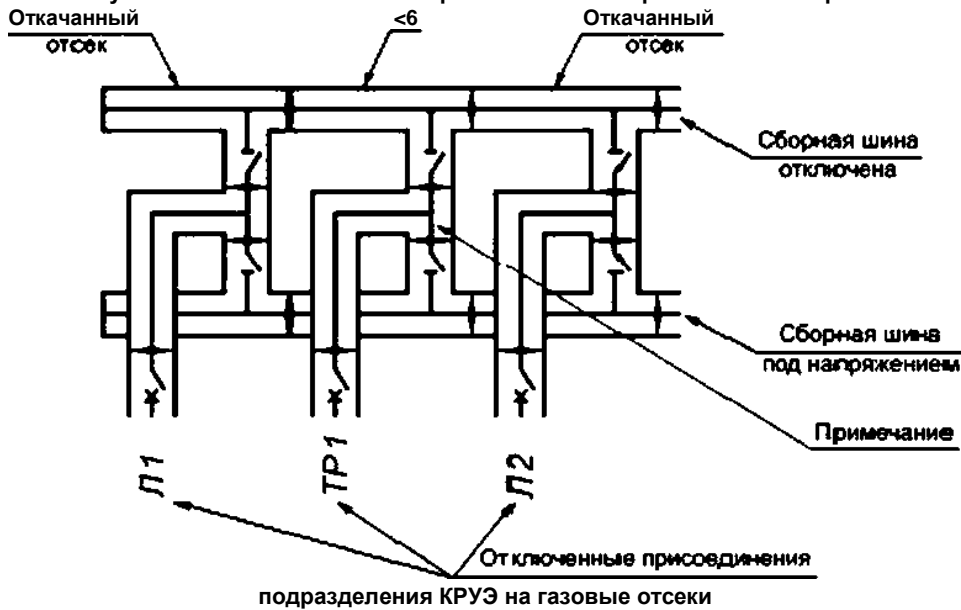 Откачанный
отсек
<6
Откачанный
отсек
Сборная шина
отключена
Сборная шина
под напряжением
Примечание
Л1
ТР1
Л2
Отключенные присоединения
подразделения КРУЭ на газовые отсеки